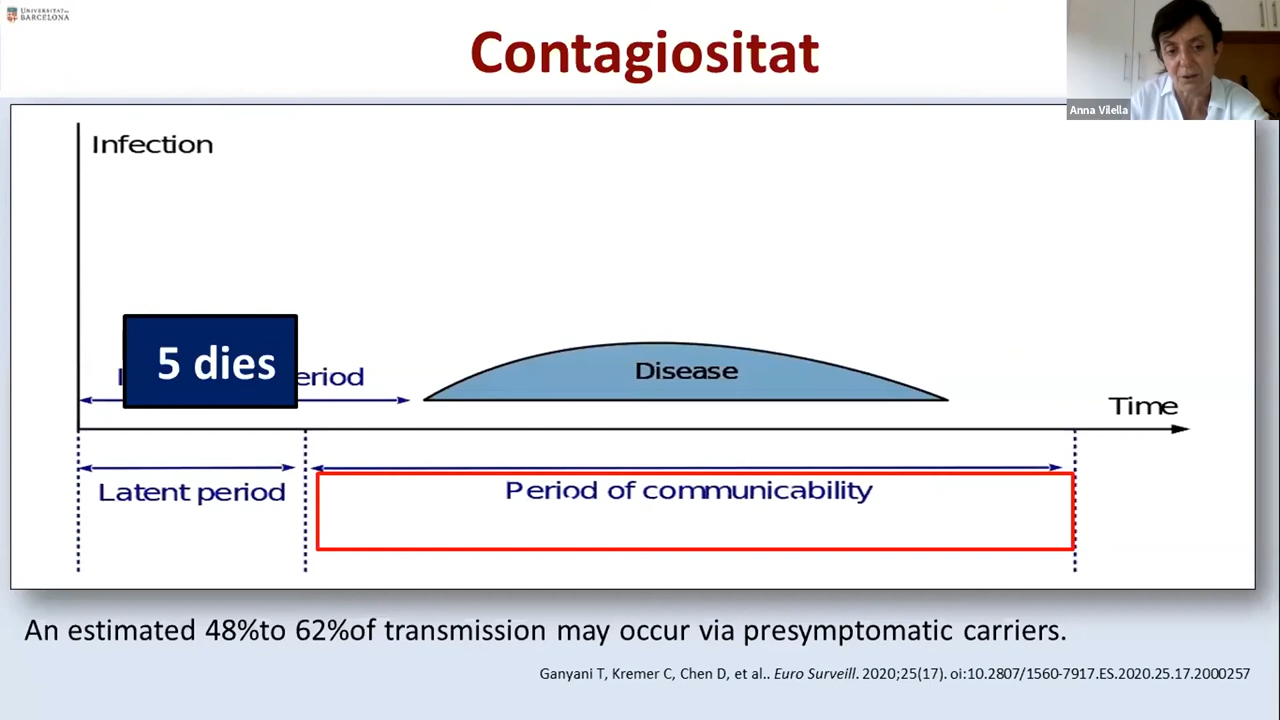 UNIVERSITAT DE
BARCELONA
Contagiositat
Anna Vilella
Infection
5 dies
eriod
Disease
Time
Latent period
Period of communicability
An estimated 48%to 62%of transmission may occur via presymptomatic carriers.
Ganyani T, Kremer C, Chen D, et al.. Euro Surveill. 2020;25(17). oi:10.2807/1560-7917.ES.2020.25.17.2000257